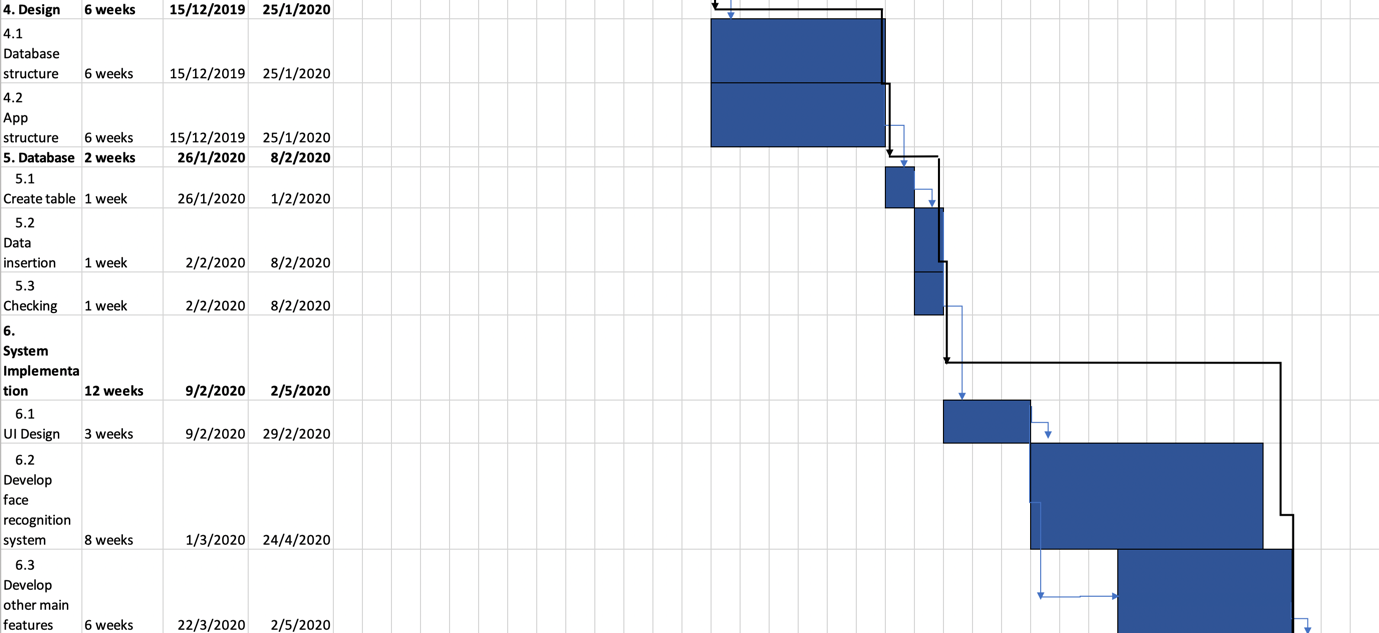 4. Design 6 weeks 15/12/2019 25/1/2020
4.1
Database
structure 6 weeks 15/12/2019 25/1/2020
4.2
App
structure 6 weeks 15/12/2019 25/1/2020
5. Database 2 weeks 26/1/2020 8/2/2020
5.1
Create table 1 week 26/1/2020 1/2/2020
5.2
Data
insertion 1 week 2/2/2020 8/2/2020
5.3
Checking 1 week 2/2/2020 8/2/2020
6.
System
Implementa
tion 12 weeks 9/2/2020 2/5/2020
6.1
UI Design 3 weeks 9/2/2020 29/2/2020
6.2
Develop
face
recognition
system 8 weeks 1/3/2020 24/4/2020
6.3
Develop
other main
features 6 weeks 22/3/2020 2/5/2020